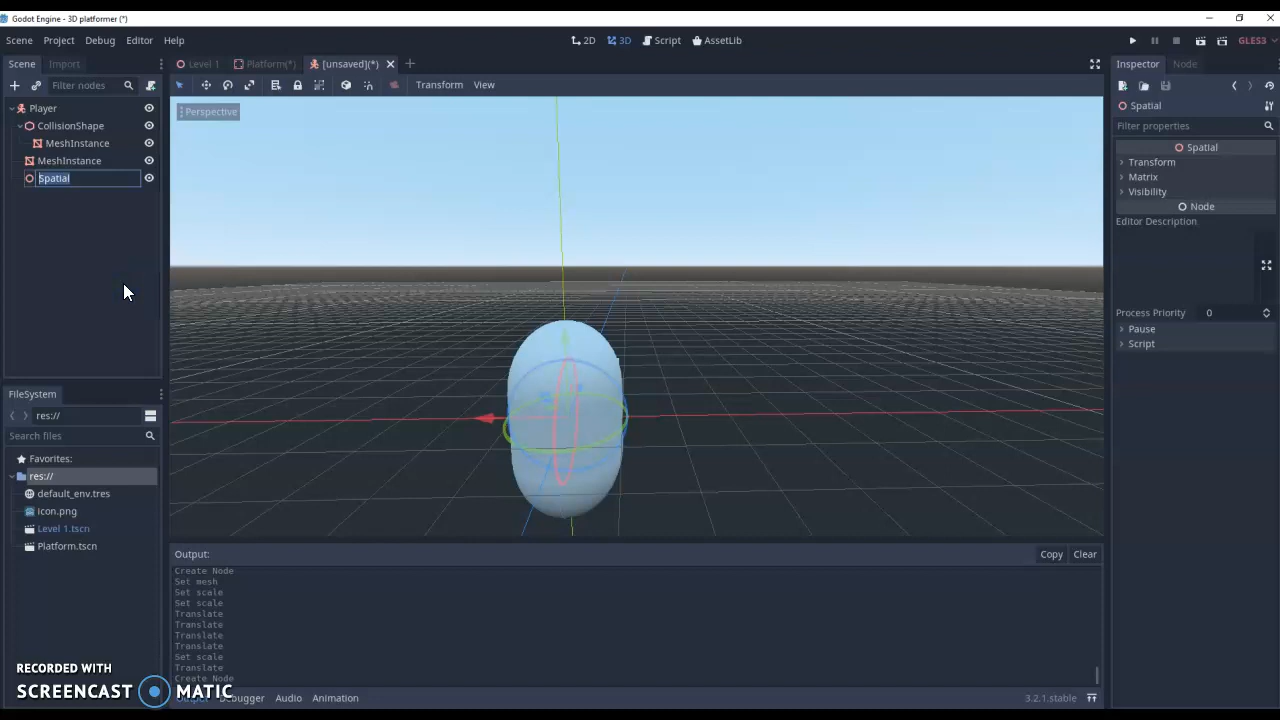 Godot Engine - 3D platformer (*)
Scene Project Debug Editor Help
2D 3D Script AssetLib
GLES3
Scene Import
Level 1 Platform(*) [unsaved](*)
Inspector Node
Filter nodes
Transform View
Player
CollisionShape
MeshInstance
MeshInstance
Spatial
Perspective
Spatial
Filter properties
Spatial
Transform
Matrix
Visibility
Node
Editor Description
Process Priority 0
Pause
Script
FileSystem
res://
Search files
Favorites:
res://
default_env.tres
icon.png
Level 1.tscn
Platform.tscn
Output:
Copy Clear
Create Node
Set mesh
Set scale
Set scale
Translate
Translate
Translate
Translate
Set scale
Translate
Create Node
Output Debugger Audio Animation
3.2.1.stable
RECORDED WITH
SCREENCAST MATIC